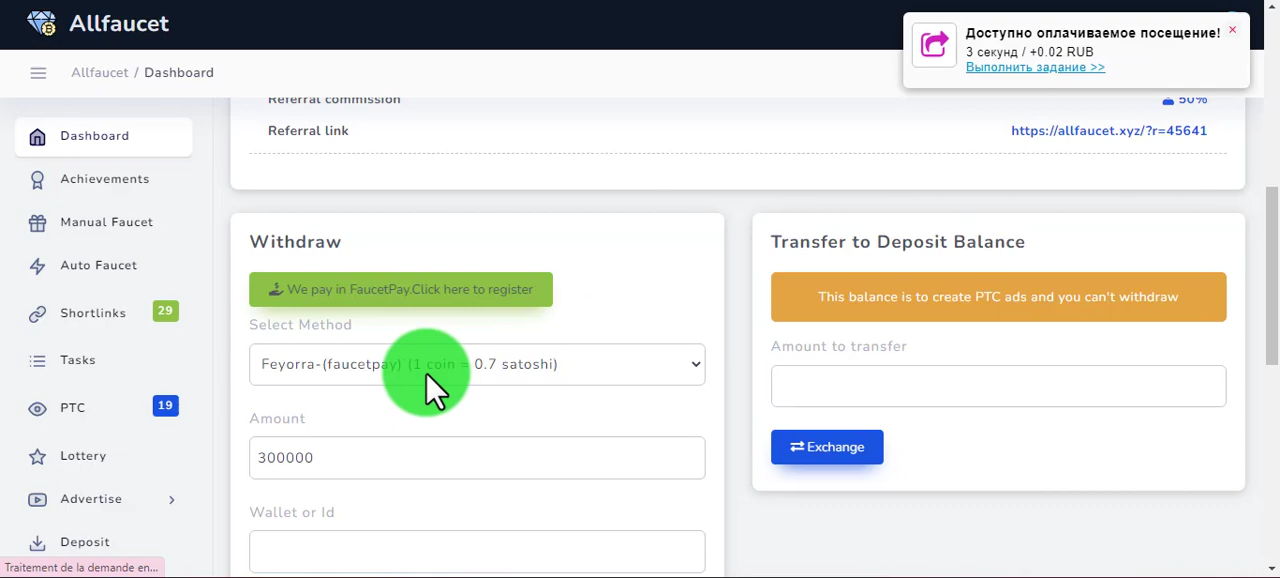 Allfaucet
Доступно оплачиваемое посещение!
3 секунд / +0.02 RUB
Выполнить задание >>
Allfaucet / Dashboard
Referral commission
50%
Referral link
https://allfaucet.xyz/?r=45641
Dashboard
Achievements
Manual Faucet
Auto Faucet
Shortlinks
29
Tasks
PTC
19
Lottery
Advertise
Deposit
Withdraw
We pay in FaucetPay.Click here to register
Select Method
Feyorra-(faucetpay) (1 coin = 0.7 satoshi)
Amount
300000
Wallet or Id
Transfer to Deposit Balance
This balance is to create PTC ads and you can't withdraw
Amount to transfer
Exchange
Traitement de la demande en...